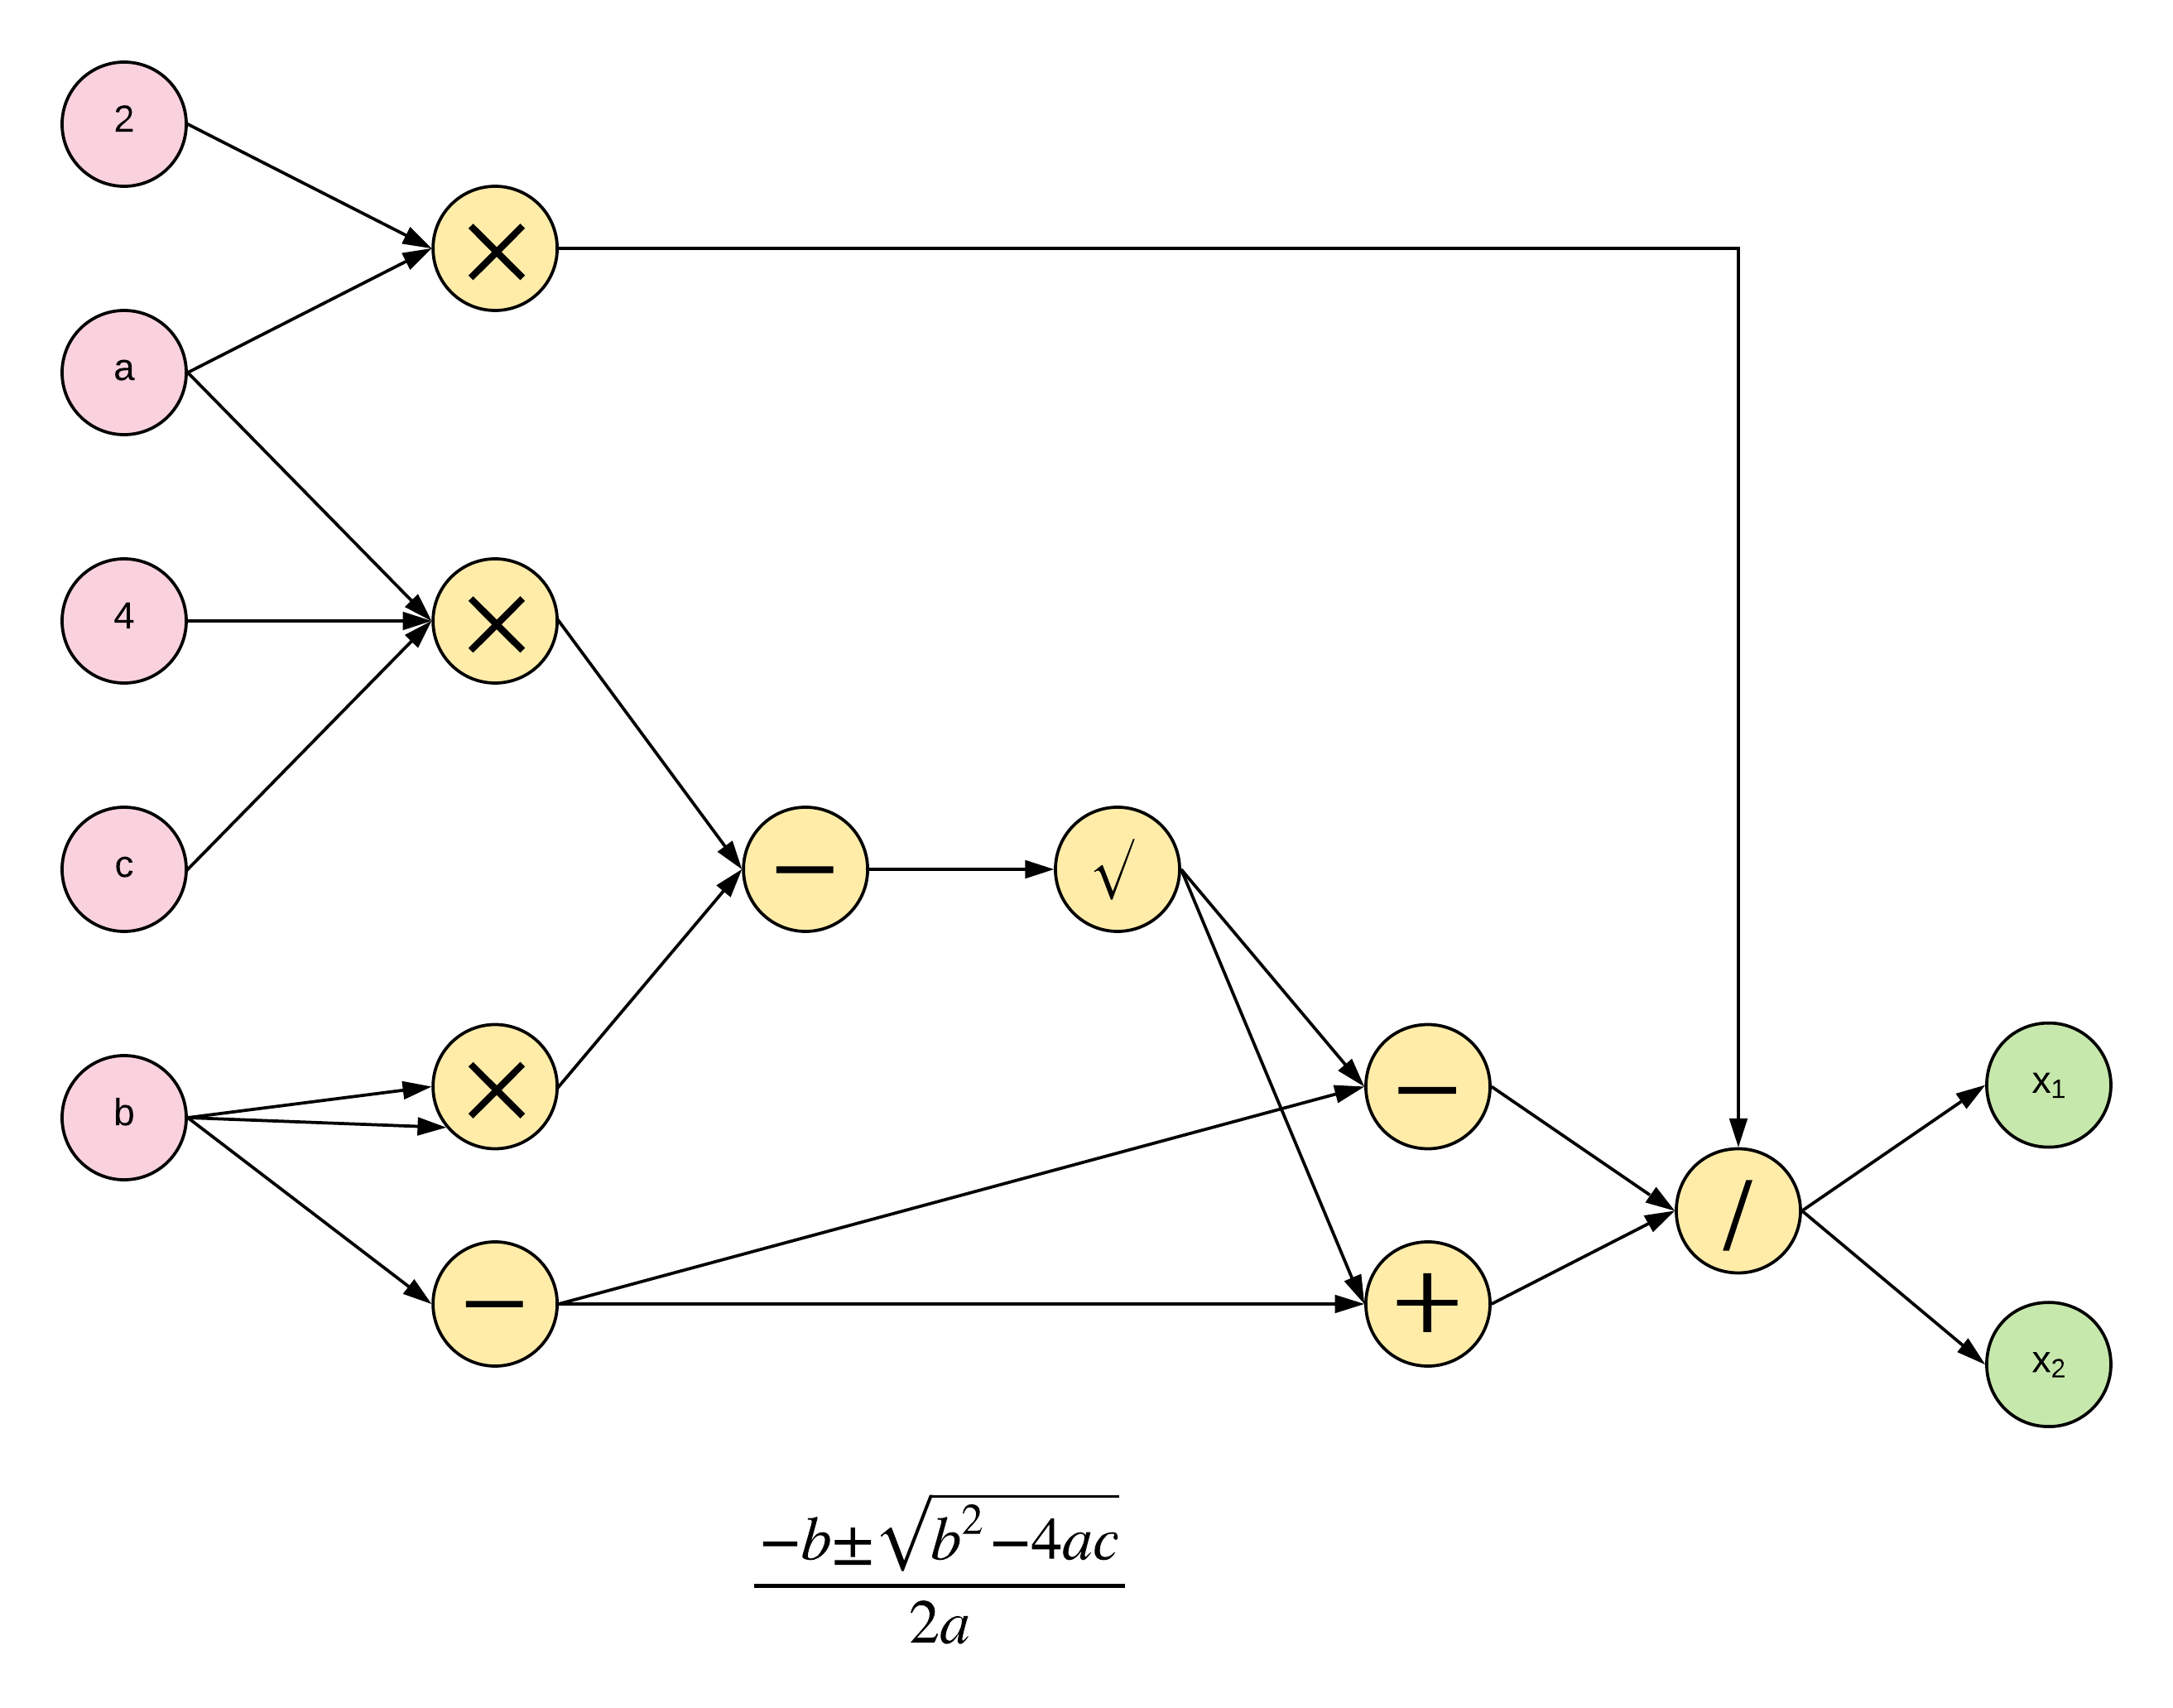 2
×
a
4
×
c
−
√
b
×
−
−
+
/
x₁
x₂
−b±√b²−4ac
2a